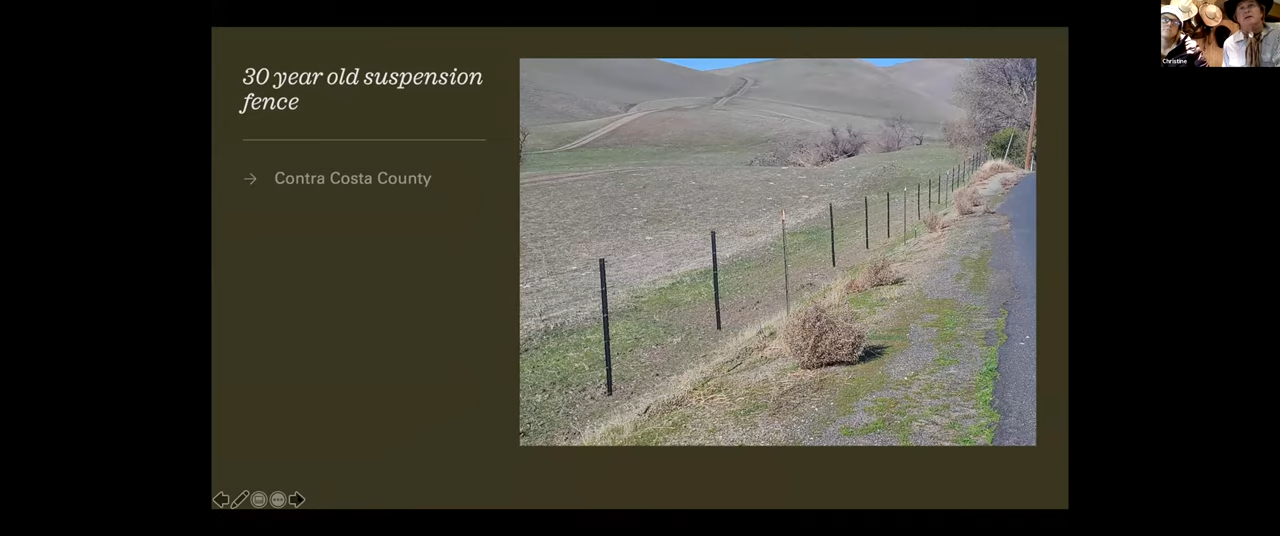 30 year old suspension
fence
→ Contra Costa County
Christine